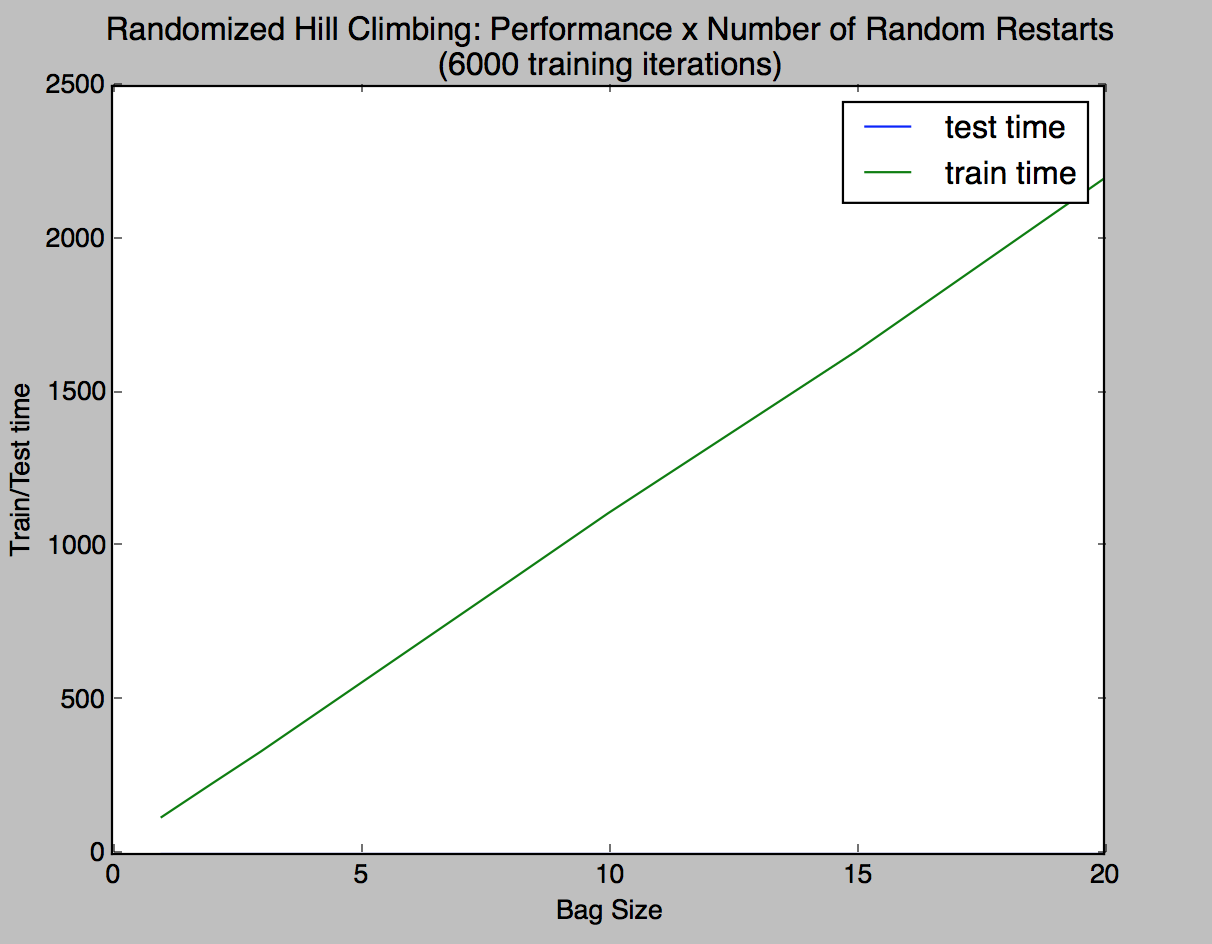 Randomized Hill Climbing: Performance x Number of Random Restarts
(6000 training iterations)
2500
2000
1500
1000
500
0
Train/Test time
test time
train time
0 5 10 15 20
Bag Size